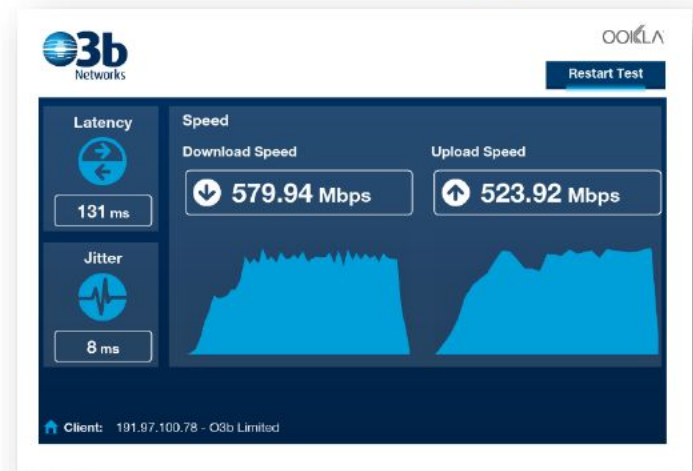 O3b
Networks
OOKLA
Restart Test
Latency
131 ms
Jitter
8 ms
Speed
Download Speed
579.94 Mbps
Upload Speed
523.92 Mbps
Client: 191.97.100.78 - O3b Limited